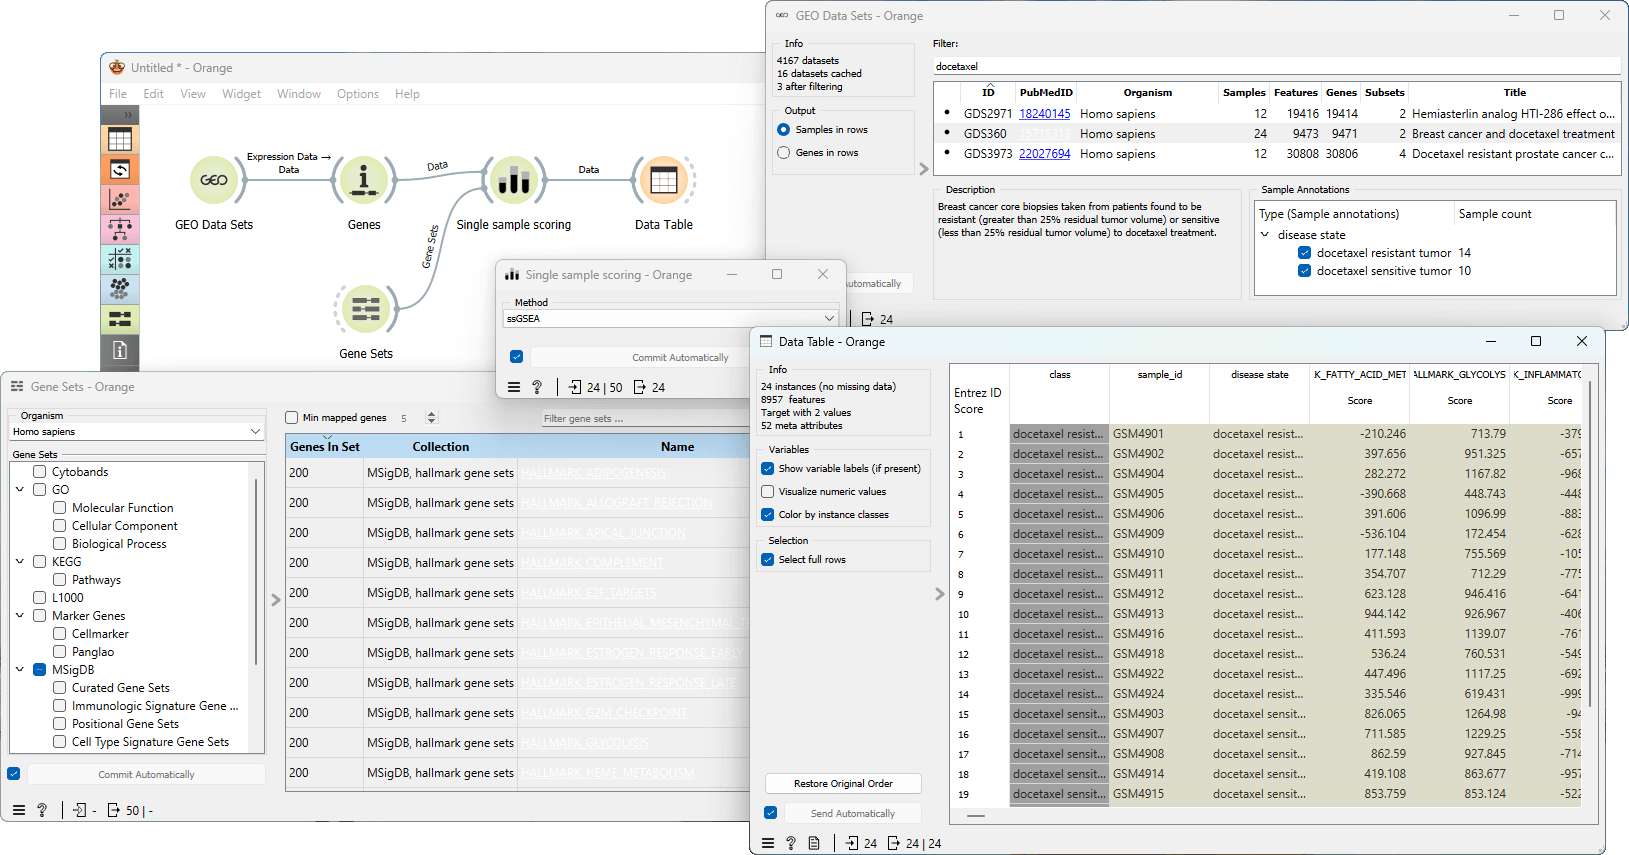 Untitled * - Orange
File Edit View Widget Window Options Help
»
Expression Data →
Data
Data
Data
Gene Sets
GEO
GEO Data Sets
Genes
Single sample scoring
Data Table
Gene Sets
GEO Data Sets - Orange
Info
4167 datasets
16 datasets cached
3 after filtering
Output
Samples in rows
Genes in rows
utomatically
24
Filter:
docetaxel
ID PubMedID Organism Samples Features Genes Subsets Title
GDS2971 18240145 Homo sapiens 12 19416 19414 2 Hemiasterlin analog HTI-286 effect o...
GDS360 15718313 Homo sapiens 24 9473 9471 2 Breast cancer and docetaxel treatment
GDS3973 22027694 Homo sapiens 12 30808 30806 4 Docetaxel resistant prostate cancer c...
Description
Breast cancer core biopsies taken from patients found to be
resistant (greater than 25% residual tumor volume) or sensitive
(less than 25% residual tumor volume) to docetaxel treatment.
Sample Annotations
Type (Sample annotations) Sample count
disease state
docetaxel resistant tumor 14
docetaxel sensitive tumor 10
Single sample scoring - Orange
Method
ssGSEA
Commit Automatically
? 24 | 50 24
Gene Sets - Orange
Organism
Homo sapiens
Gene Sets
Cytobands
GO
Molecular Function
Cellular Component
Biological Process
KEGG
Pathways
L1000
Marker Genes
Cellmarker
Panglao
MSigDB
Curated Gene Sets
Immunologic Signature Gene ...
Positional Gene Sets
Cell Type Signature Gene Sets
Commit Automatically
? - 50 | -
Min mapped genes 5
Filter gene sets ...
Genes In Set Collection Name
200 MSigDB, hallmark gene sets HALLMARK_ADIPOGENESIS
200 MSigDB, hallmark gene sets HALLMARK_ALLOGRAFT_REJECTION
200 MSigDB, hallmark gene sets HALLMARK_APICAL_JUNCTION
200 MSigDB, hallmark gene sets HALLMARK_COMPLEMENT
200 MSigDB, hallmark gene sets HALLMARK_E2F_TARGETS
200 MSigDB, hallmark gene sets HALLMARK_EPITHELIAL_MESENCHYMAL_T
200 MSigDB, hallmark gene sets HALLMARK_ESTROGEN_RESPONSE_EARLY
200 MSigDB, hallmark gene sets HALLMARK_ESTROGEN_RESPONSE_LATE
200 MSigDB, hallmark gene sets HALLMARK_G2M_CHECKPOINT
200 MSigDB, hallmark gene sets HALLMARK_GLYCOLYSIS
200 MSigDB, hallmark gene sets HALLMARK_HEME_METABOLISM
Data Table - Orange
Info
24 instances (no missing data)
8957 features
Target with 2 values
52 meta attributes
Variables
Show variable labels (if present)
Visualize numeric values
Color by instance classes
Selection
Select full rows
Restore Original Order
Send Automatically
? 24 24 | 24
class sample_id disease state K_FATTY_ACID_MET ALLMARK_GLYCOLYS K_INFLAMMATO
Entrez ID
Score Score Score Score
1 docetaxel resist... GSM4901 docetaxel resist... -210.246 713.79 -379
2 docetaxel resist... GSM4902 docetaxel resist... 397.656 951.325 -657
3 docetaxel resist... GSM4904 docetaxel resist... 282.272 1167.82 -968
4 docetaxel resist... GSM4905 docetaxel resist... -390.668 448.743 -448
5 docetaxel resist... GSM4906 docetaxel resist... 391.606 1096.99 -883
6 docetaxel resist... GSM4909 docetaxel resist... -536.104 172.454 -628
7 docetaxel resist... GSM4910 docetaxel resist... 177.148 755.569 -105
8 docetaxel resist... GSM4911 docetaxel resist... 354.707 712.29 -775
9 docetaxel resist... GSM4912 docetaxel resist... 623.128 946.416 -641
10 docetaxel resist... GSM4913 docetaxel resist... 944.142 926.967 -406
11 docetaxel resist... GSM4916 docetaxel resist... 411.593 1139.07 -761
12 docetaxel resist... GSM4918 docetaxel resist... 536.24 760.531 -549
13 docetaxel resist... GSM4922 docetaxel resist... 447.496 1117.25 -692
14 docetaxel resist... GSM4924 docetaxel resist... 335.546 619.431 -999
15 docetaxel sensit... GSM4903 docetaxel sensit... 826.065 1264.98 -94
16 docetaxel sensit... GSM4907 docetaxel sensit... 711.585 1229.25 -558
17 docetaxel sensit... GSM4908 docetaxel sensit... 862.59 927.845 -714
18 docetaxel sensit... GSM4914 docetaxel sensit... 419.108 863.677 -957
19 docetaxel sensit... GSM4915 docetaxel sensit... 853.759 853.124 -522